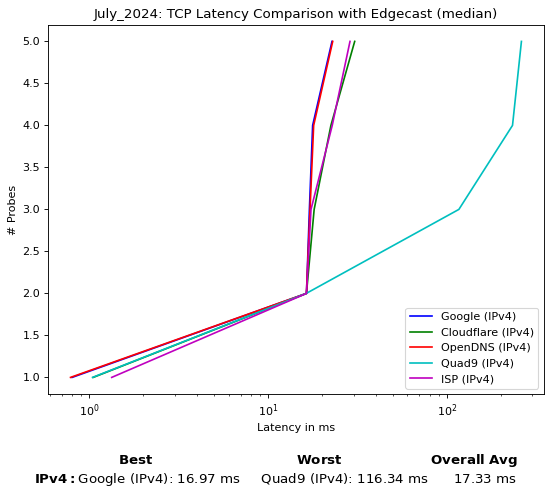 July_2024: TCP Latency Comparison with Edgecast (median)
5.0
4.5
4.0
3.5
3.0
2.5
2.0
1.5
1.0
# Probes
Google (IPv4)
Cloudflare (IPv4)
OpenDNS (IPv4)
Quad9 (IPv4)
ISP (IPv4)
10⁰ 10¹ 10²
Latency in ms
Best Worst Overall Avg
IPv4: Google (IPv4): 16.97 ms Quad9 (IPv4): 116.34 ms 17.33 ms